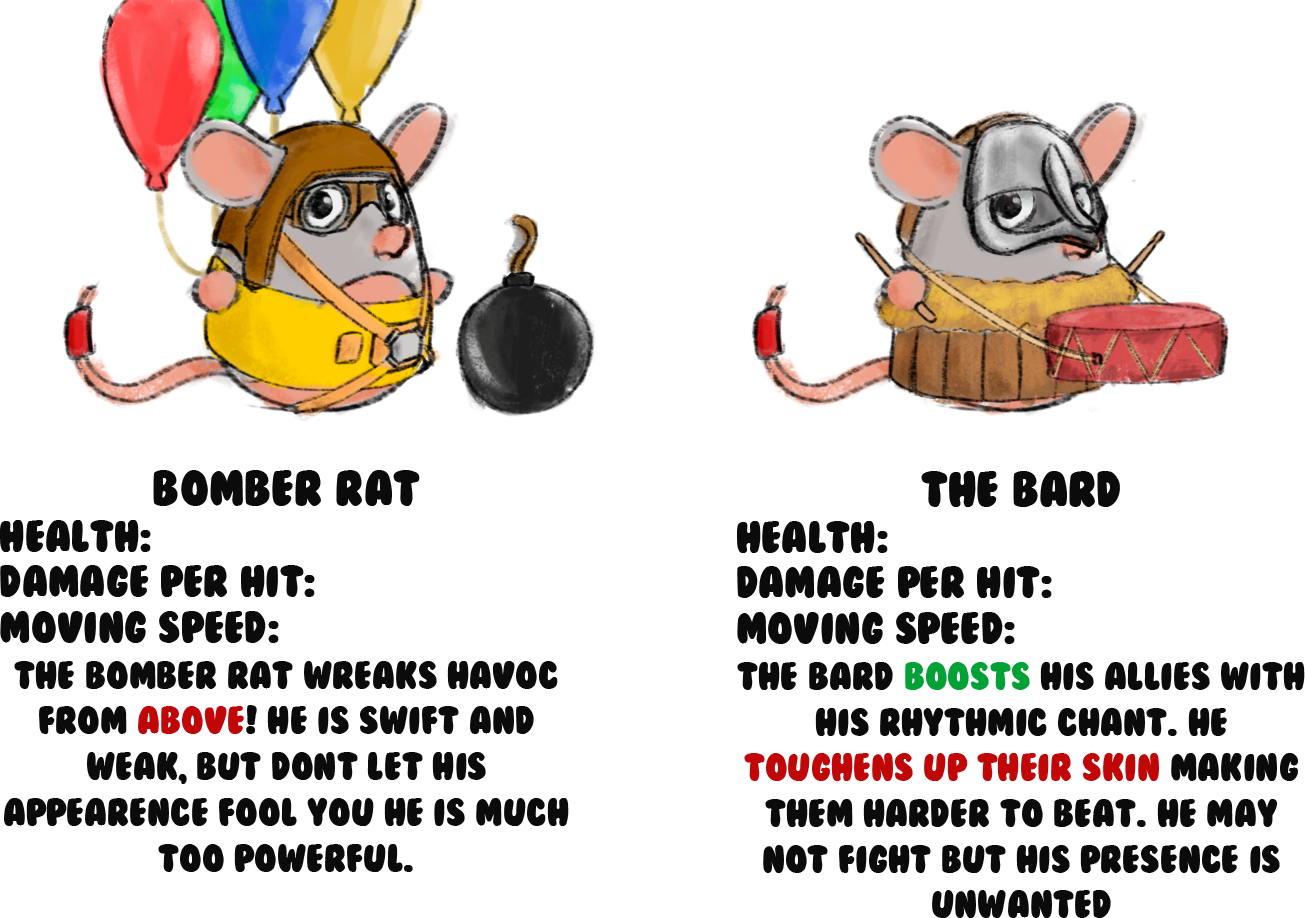 BOMBER RAT
HEALTH:
DAMAGE PER HIT:
MOVING SPEED:
THE BOMBER RAT WREAKS HAVOC
FROM ABOVE! HE IS SWIFT AND
WEAK, BUT DONT LET HIS
APPEARENCE FOOL YOU HE IS MUCH
TOO POWERFUL.
THE BARD
HEALTH:
DAMAGE PER HIT:
MOVING SPEED:
THE BARD BOOSTS HIS ALLIES WITH
HIS RHYTHMIC CHANT. HE
TOUGHENS UP THEIR SKIN MAKING
THEM HARDER TO BEAT. HE MAY
NOT FIGHT BUT HIS PRESENCE IS
UNWANTED